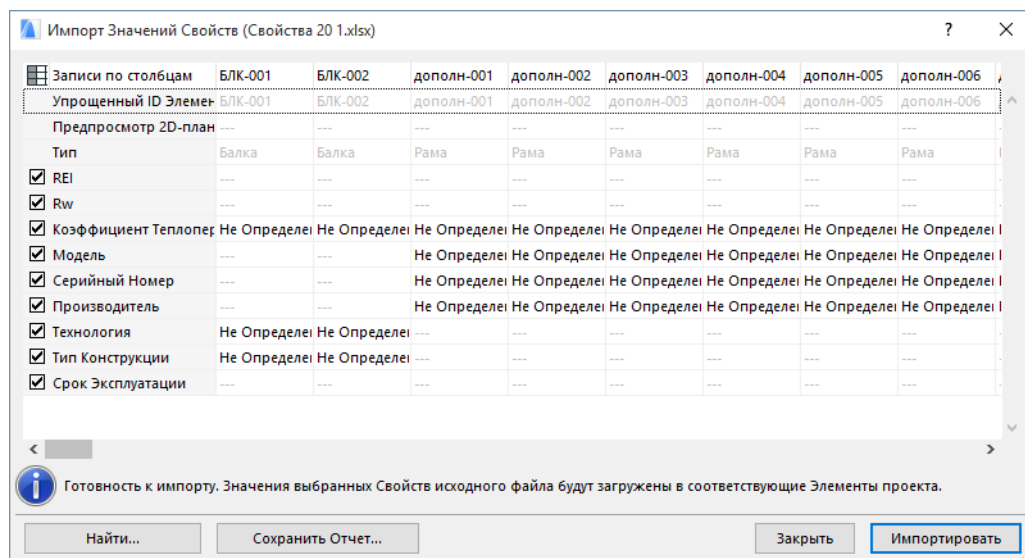 Импорт Значений Свойств (Свойства 20 1.xlsx) ?
Записи по столбцам БЛК-001 БЛК-002 дополн-001 дополн-002 дополн-003 дополн-004 дополн-005 дополн-006
Упрощенный ID Элемен БЛК-001 БЛК-002 дополн-001 дополн-002 дополн-003 дополн-004 дополн-005 дополн-006
Предпросмотр 2D-план --- --- --- --- --- --- --- ---
Тип Балка Балка Рама Рама Рама Рама Рама Рама
REI --- --- --- --- --- --- --- ---
Rw --- --- --- --- --- --- --- ---
Коэффициент Теплопер Не Определе Не Определе Не Определе Не Определе Не Определе Не Определе Не Определе Не Определе
Модель --- --- Не Определе Не Определе Не Определе Не Определе Не Определе Не Определе
Серийный Номер --- --- Не Определе Не Определе Не Определе Не Определе Не Определе Не Определе
Производитель --- --- Не Определе Не Определе Не Определе Не Определе Не Определе Не Определе
Технология Не Определе Не Определе --- --- --- --- --- ---
Тип Конструкции Не Определе Не Определе --- --- --- --- --- ---
Срок Эксплуатации --- --- --- --- --- --- --- ---
Готовность к импорту. Значения выбранных Свойств исходного файла будут загружены в соответствующие Элементы проекта.
Найти... Сохранить Отчет... Закрыть Импортировать